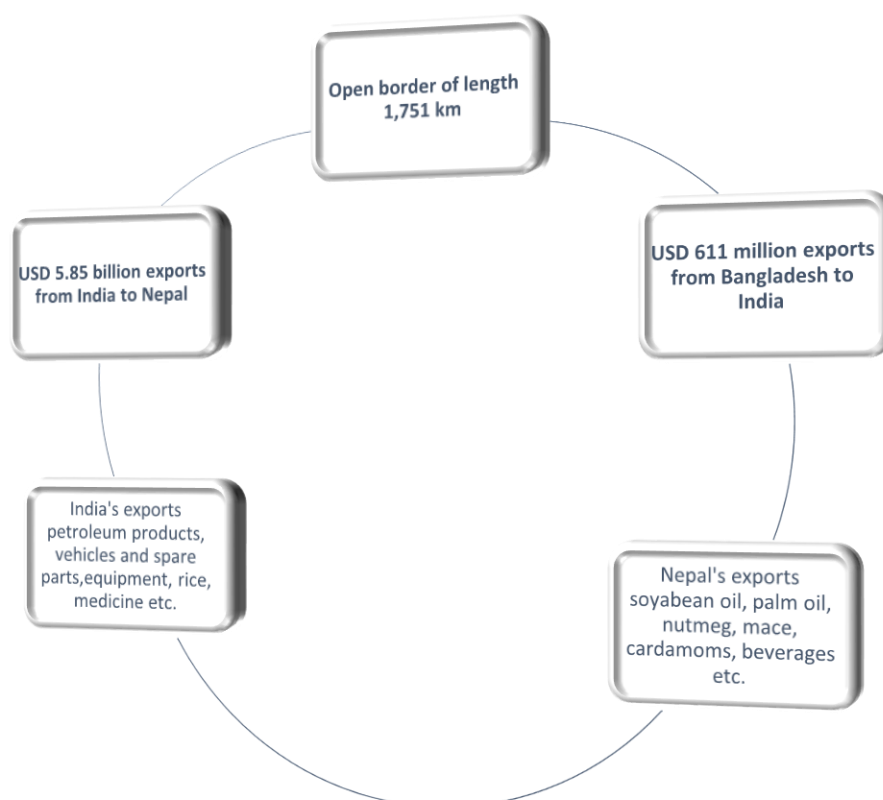 Open border of length
1,751 km
USD 611 million exports
from Bangladesh to
India
Nepal's exports
soyabean oil, palm oil,
nutmeg, mace,
cardamoms, beverages
etc.
India's exports
petroleum products,
vehicles and spare
parts,equipment, rice,
medicine etc.
USD 5.85 billion exports
from India to Nepal